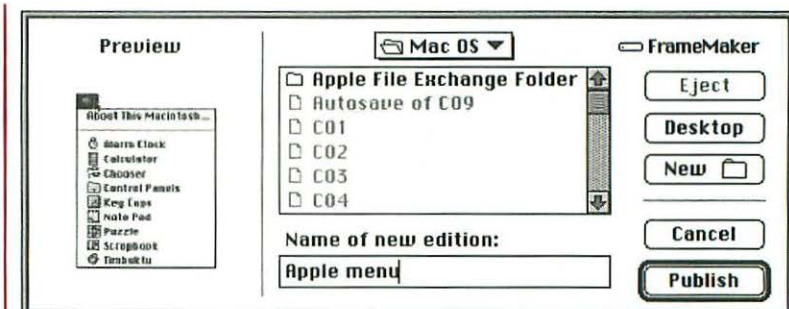 Preview
About This Macintosh...
Alarm Clock
Calculator
Chooser
Control Panels
Key Caps
Note Pad
Puzzle
Scrapbook
Timbuktu
Mac OS
Apple File Exchange Folder
Autosave of C09
C01
C02
C03
C04
Name of new edition:
Apple menu
FrameMaker
Eject
Desktop
New
Cancel
Publish